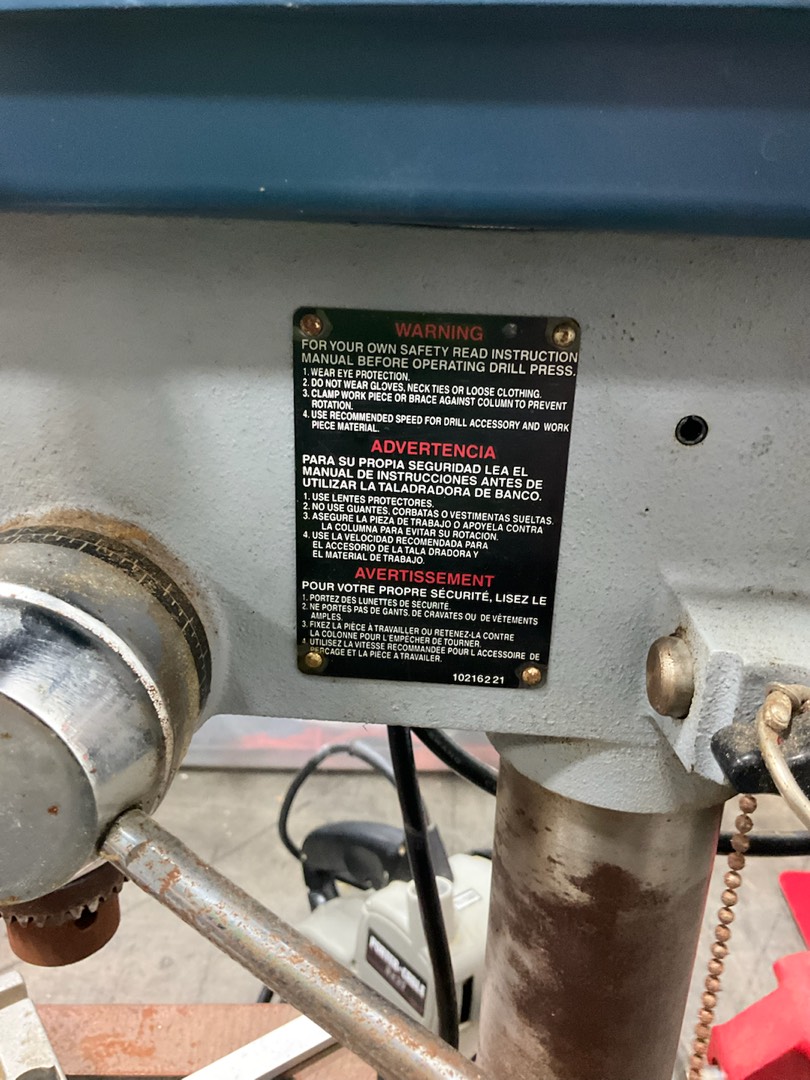 WARNING
FOR YOUR OWN SAFETY READ INSTRUCTION
MANUAL BEFORE OPERATING DRILL PRESS.
1. WEAR EYE PROTECTION.
2. DO NOT WEAR GLOVES, NECK TIES OR LOOSE CLOTHING.
3. CLAMP WORK PIECE OR BRACE AGAINST COLUMN TO PREVENT
ROTATION.
4. USE RECOMMENDED SPEED FOR DRILL ACCESSORY AND WORK
PIECE MATERIAL.
ADVERTENCIA
PARA SU PROPIA SEGURIDAD LEA EL
MANUAL DE INSTRUCCIONES ANTES DE
UTILIZAR LA TALADRADORA DE BANCO.
1. USE LENTES PROTECTORES.
2. NO USE GUANTES, CORBATAS O VESTIMENTAS SUELTAS.
3. ASEGURE LA PIEZA DE TRABAJO O APOYELA CONTRA
LA COLUMNA PARA EVITAR SU ROTACION.
4. USE LA VELOCIDAD RECOMENDADA PARA
EL ACCESORIO DE LA TALA DRADORA Y
EL MATERIAL DE TRABAJO.
AVERTISSEMENT
POUR VOTRE PROPRE SÉCURITÉ, LISEZ LE
1. PORTEZ DES LUNETTES DE SÉCURITÉ.
2. NE PORTES PAS DE GANTS, DE CRAVATES OU DE VÊTEMENTS
AMPLES.
3. FIXEZ LA PIÈCE À TRAVAILLER OU RETENEZ-LA CONTRE
LA COLONNE POUR L'EMPÊCHER DE TOURNER.
4. UTILISEZ LA VITESSE RECOMMANDÉE POUR L'ACCESSOIRE DE
PERCAGE ET LA PIÈCE À TRAVAILER.
10216221
PORTER-CABLE